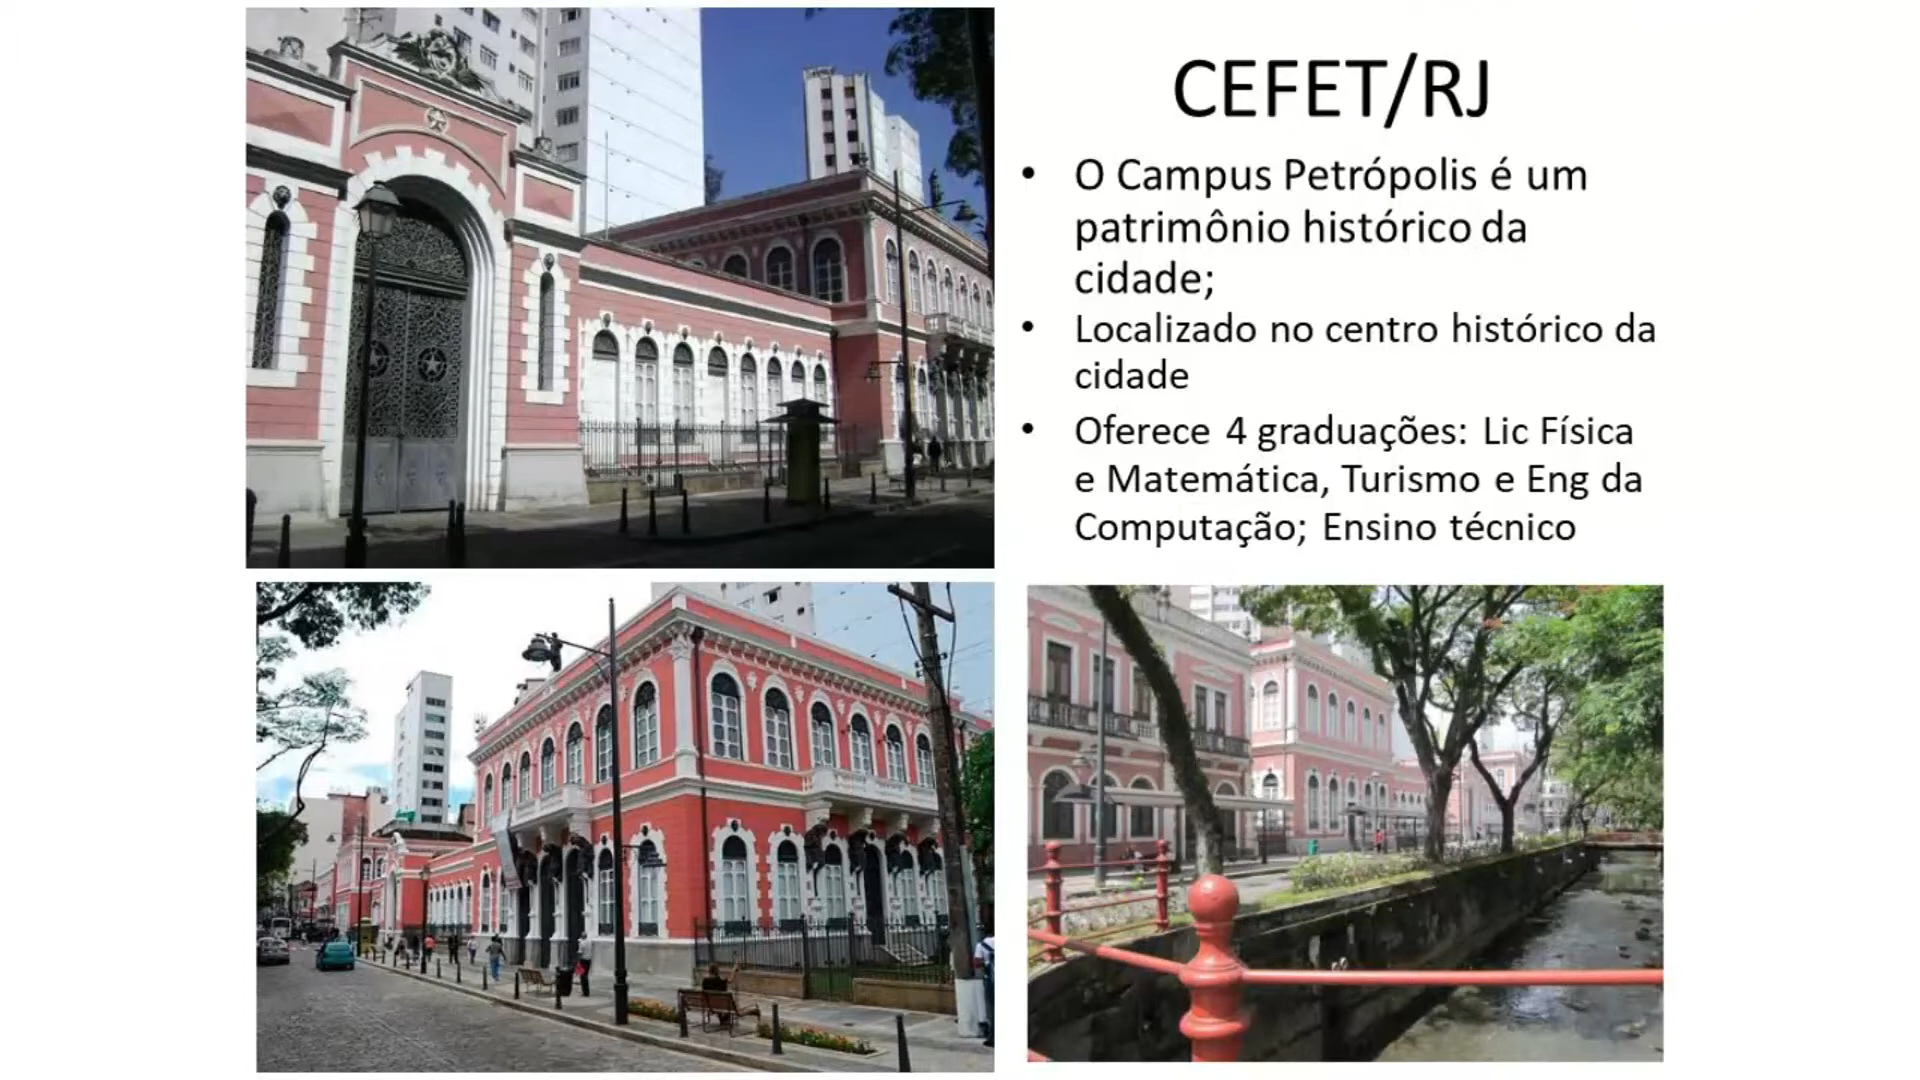 CEFET/RJ
• O Campus Petrópolis é um
patrimônio histórico da
cidade;
• Localizado no centro histórico da
cidade
• Oferece 4 graduações: Lic Física
e Matemática, Turismo e Eng da
Computação; Ensino técnico